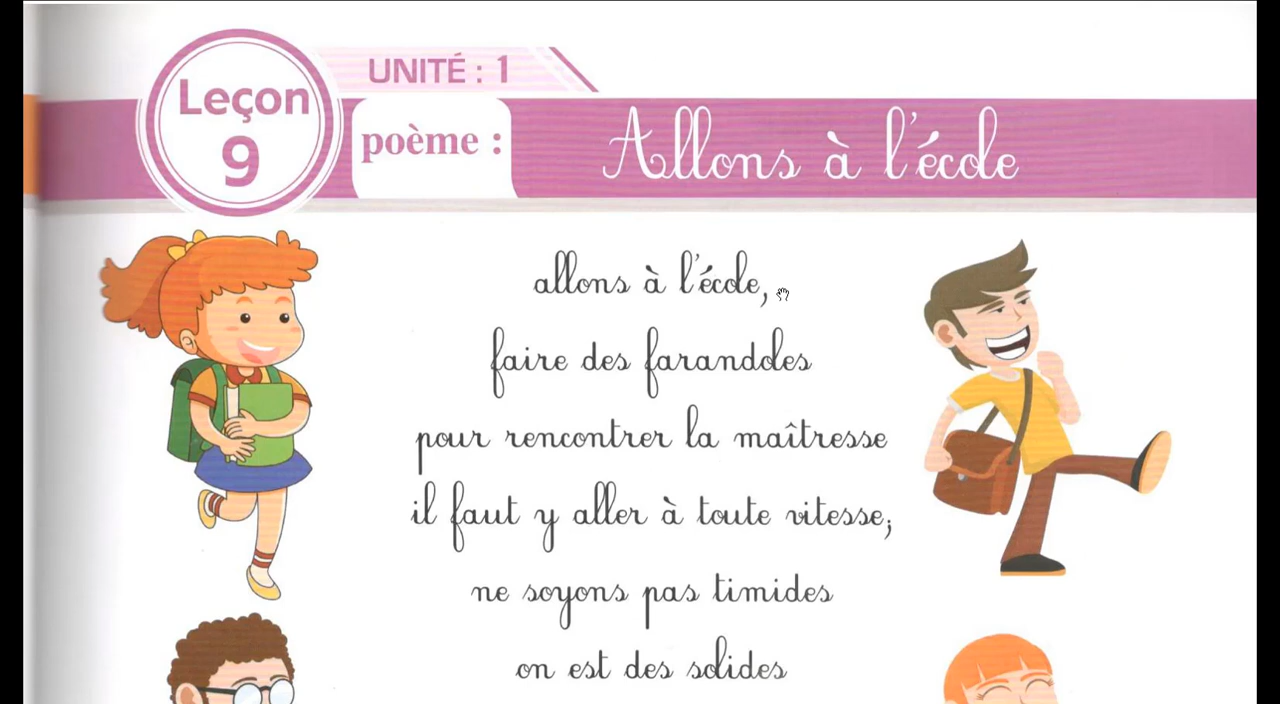 UNITÉ : 1
Leçon
9
poème :
Allons à l'école
allons à l'école,
faire des farandoles
pour rencontrer la maîtresse
il faut y aller à toute vitesse;
ne soyons pas timides
on est des solides